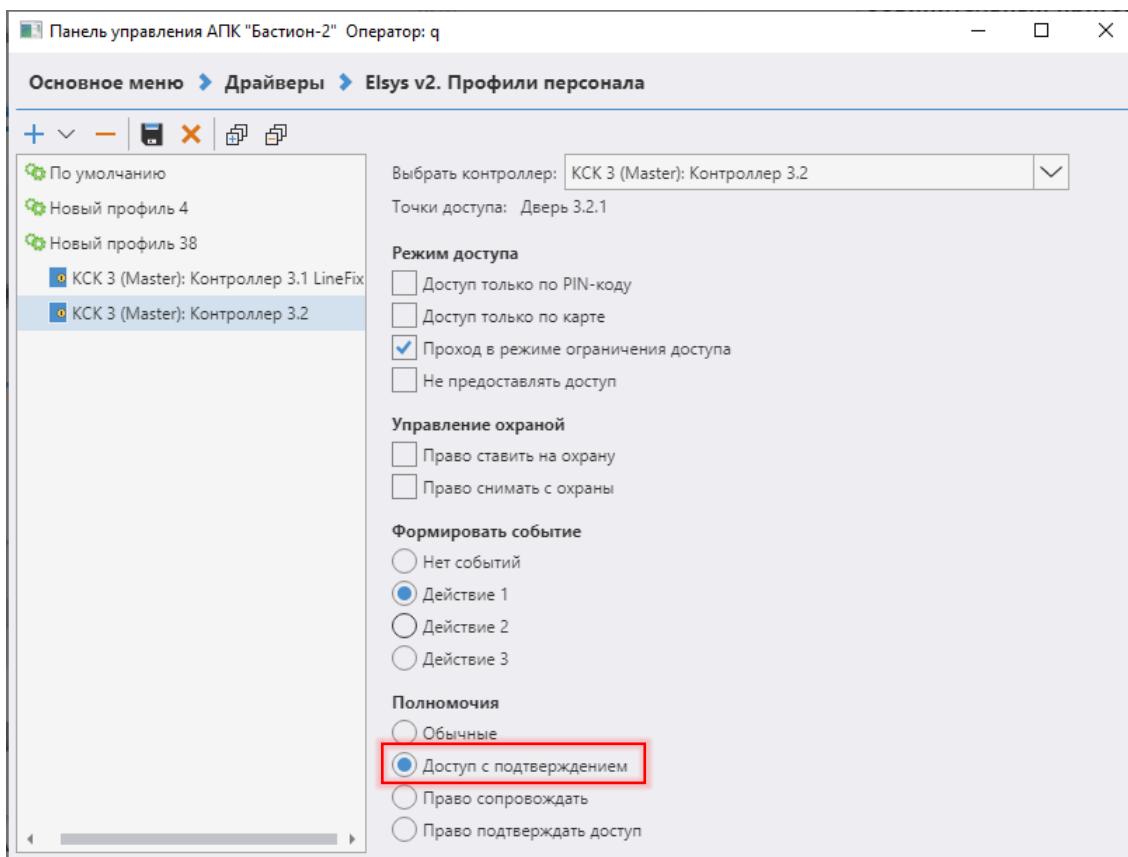 Панель управления АПК "Бастион-2" Оператор: q
Основное меню Драйверы Elsys v2. Профили персонала
По умолчанию
Новый профиль 4
Новый профиль 38
КСК 3 (Master): Контроллер 3.1 LineFix
КСК 3 (Master): Контроллер 3.2
Выбрать контроллер: КСК 3 (Master): Контроллер 3.2
Точки доступа: Дверь 3.2.1
Режим доступа
Доступ только по PIN-коду
Доступ только по карте
Проход в режиме ограничения доступа
Не предоставлять доступ
Управление охраной
Право ставить на охрану
Право снимать с охраны
Формировать событие
Нет событий
Действие 1
Действие 2
Действие 3
Полномочия
Обычные
Доступ с подтверждением
Право сопровождать
Право подтверждать доступ